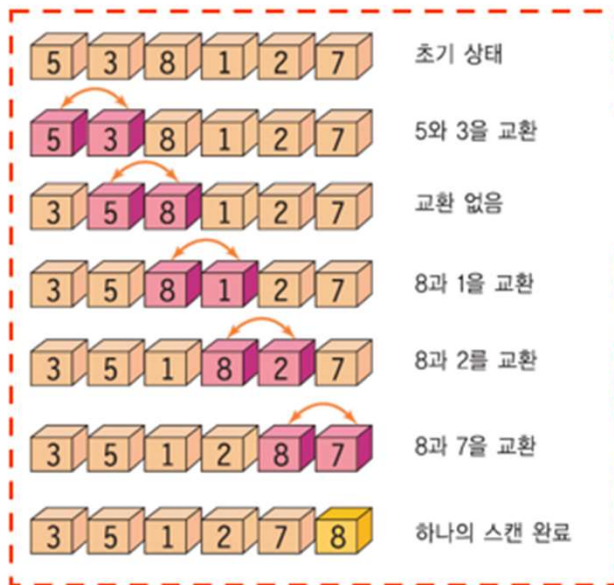 5 3 8 1 2 7 초기 상태
5 3 8 1 2 7 5와 3을 교환
3 5 8 1 2 7 교환 없음
3 5 8 1 2 7 8과 1을 교환
3 5 1 8 2 7 8과 2를 교환
3 5 1 2 8 7 8과 7을 교환
3 5 1 2 7 8 하나의 스캔 완료